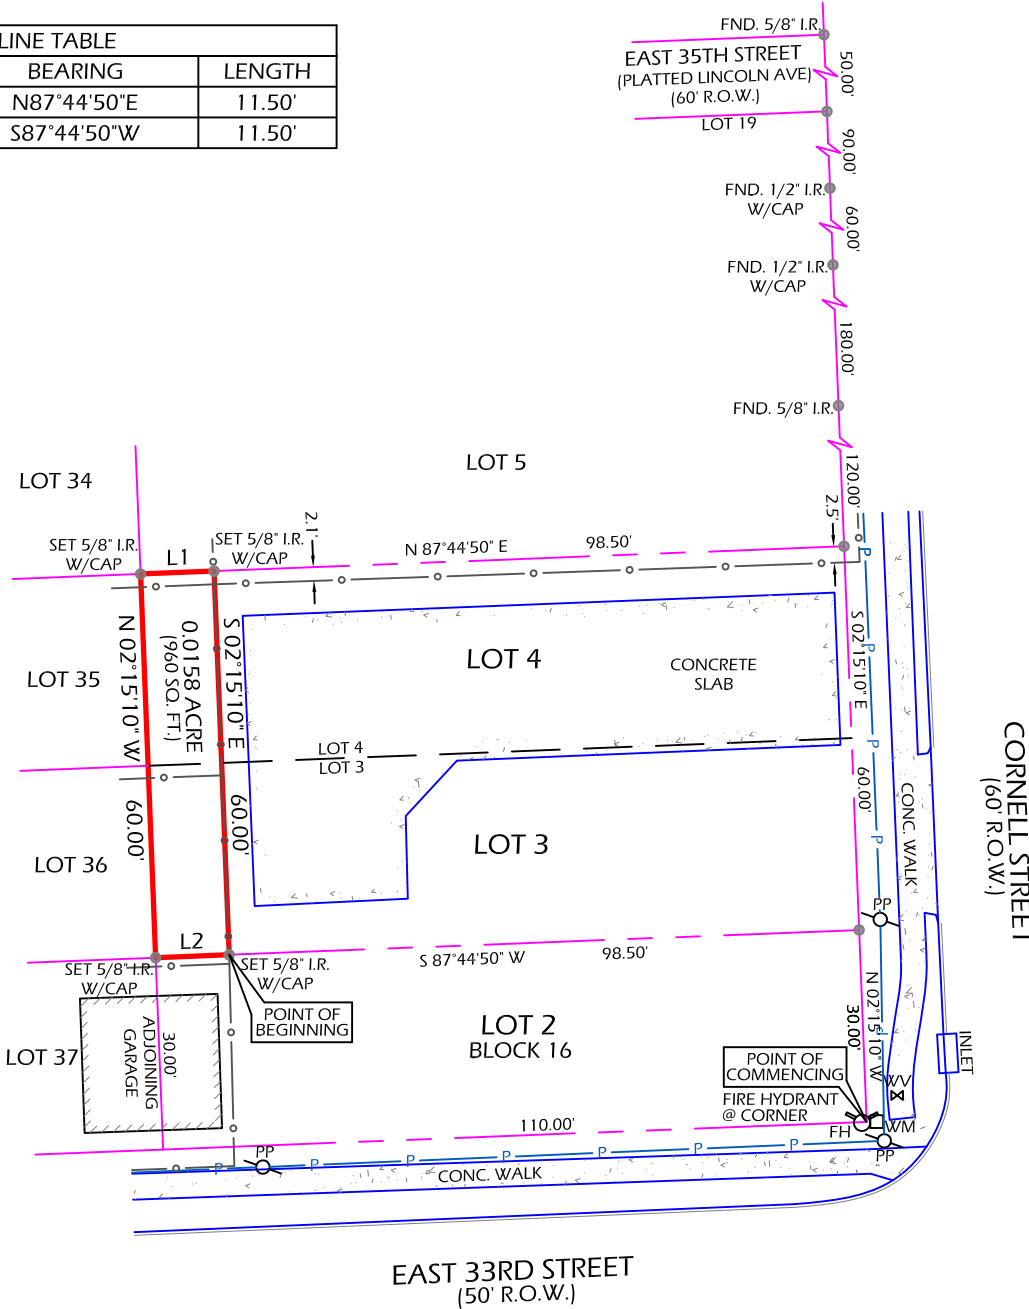 LINE TABLE
BEARING LENGTH
N87°44'50"E 11.50'
S87°44'50"W 11.50'
FND. 5/8" I.R.
EAST 35TH STREET
(PLATTED LINCOLN AVE)
(60' R.O.W.)
50.00'
LOT 19
90.00'
FND. 1/2" I.R.
W/CAP
60.00'
FND. 1/2" I.R.
W/CAP
180.00'
FND. 5/8" I.R.
120.00'
LOT 34
LOT 5
2.1'
2.5'
SET 5/8" I.R.
W/CAP
L1
SET 5/8" I.R.
W/CAP
N 87°44'50" E 98.50'
P
LOT 35
N 02°15'10" W
60.00'
0.0158 ACRE
(960 SQ. FT.)
S 02°15'10" E
60.00'
LOT 4
CONCRETE
SLAB
S 02°15'10" E
60.00'
P
LOT 4
LOT 3
P
CORNELL STREET
(60' R.O.W.)
CONC. WALK
LOT 36
LOT 3
P
PP
L2
SET 5/8" I.R.
W/CAP
SET 5/8" I.R.
W/CAP
S 87°44'50" W 98.50'
POINT OF
BEGINNING
N 02°15'10" W
30.00'
P
LOT 37
ADJOINING
GARAGE
30.00'
LOT 2
BLOCK 16
INLET
POINT OF
COMMENCING
FIRE HYDRANT
@ CORNER
WV
FH
WM
PP
110.00'
PP
P P P P P P P
CONC. WALK
EAST 33RD STREET
(50' R.O.W.)